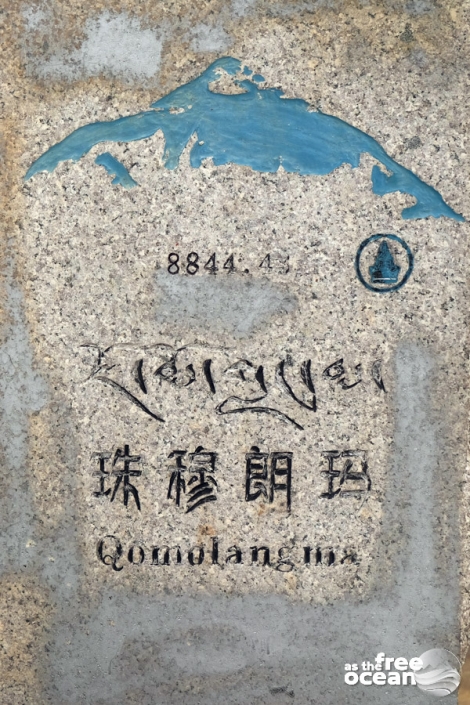 8844.43
珠穆朗玛
Qomolangma
as the free
ocean